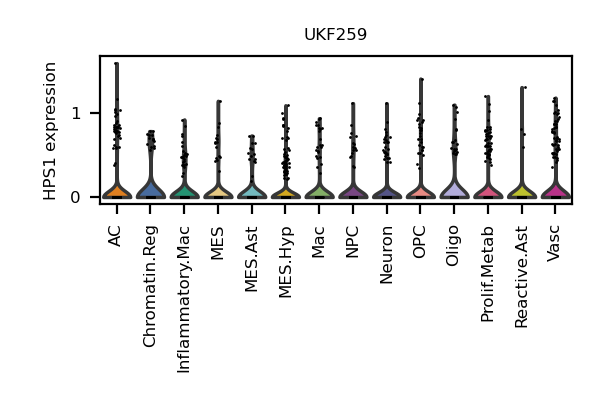 UKF259
HPS1 expression
1
0
AC
Chromatin.Reg
Inflammatory.Mac
MES
MES.Ast
MES.Hyp
Mac
NPC
Neuron
OPC
Oligo
Prolif.Metab
Reactive.Ast
Vasc